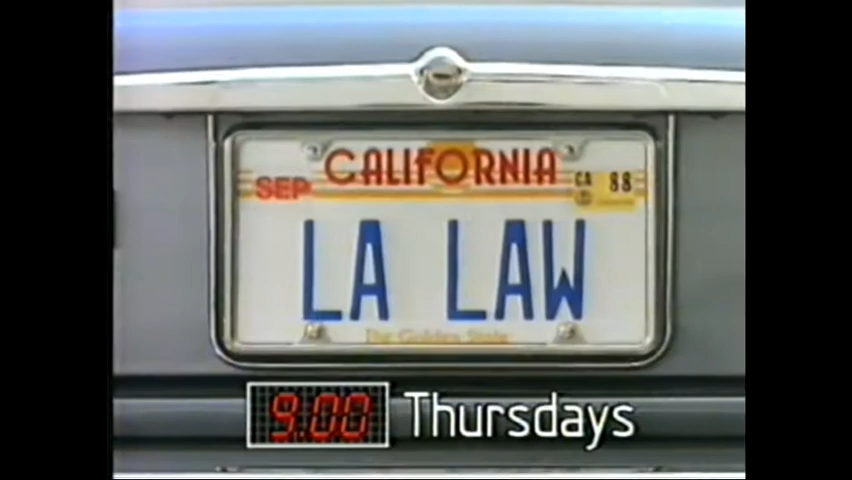 CALIFORNIA
SEP
CA 88
LA LAW
The Golden State
9.00 Thursdays